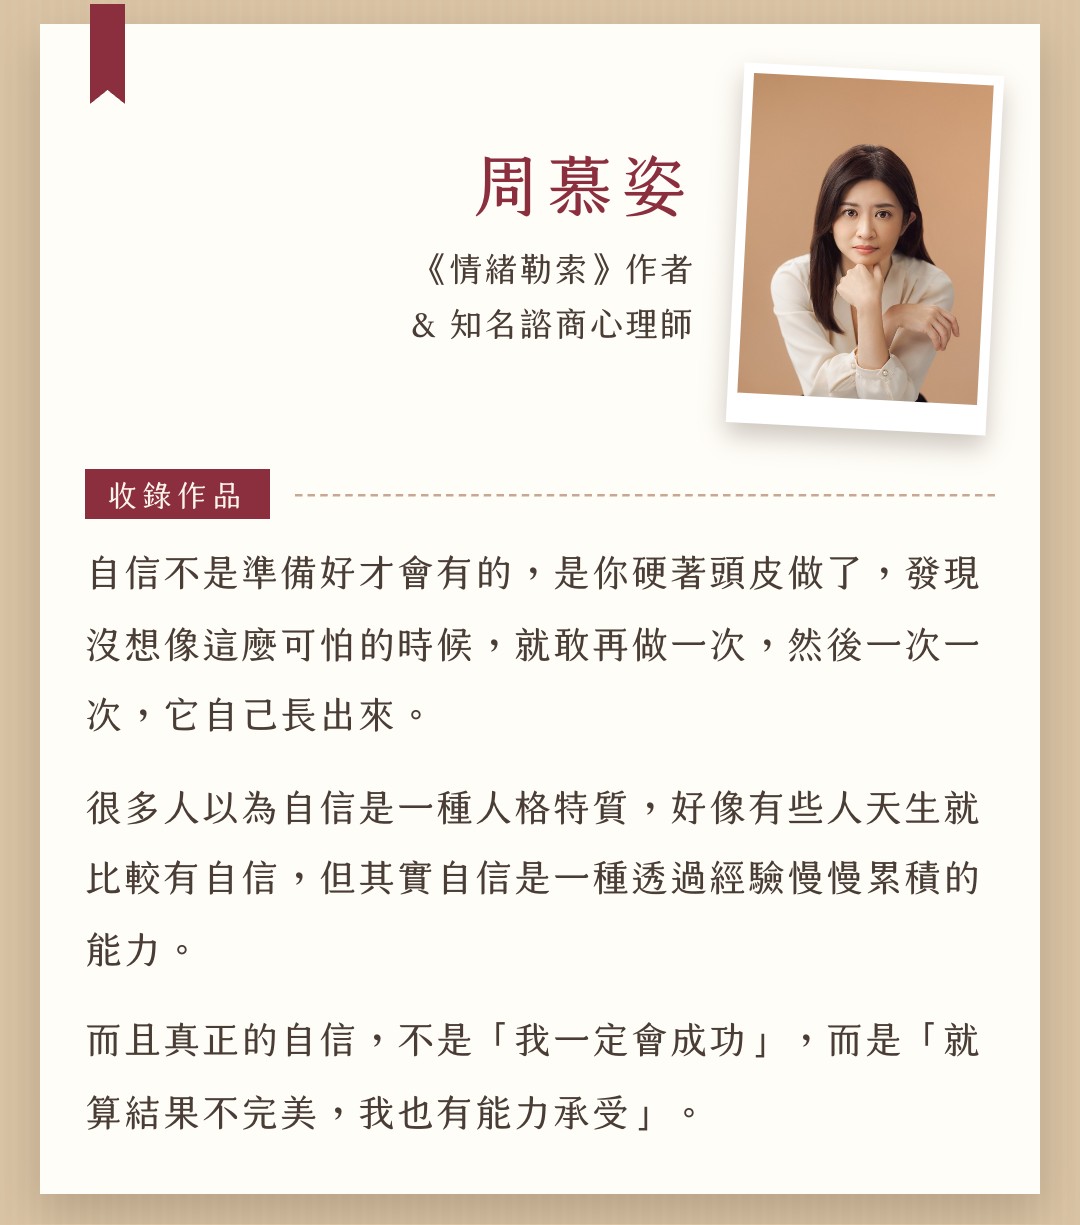 周慕姿
《情緒勒索》作者
& 知名諮商心理師
收錄作品
自信不是準備好才會有的，是你硬著頭皮做了，發現
沒想像這麼可怕的時候，就敢再做一次，然後一次一
次，它自己長出來。
很多人以為自信是一種人格特質，好像有些人天生就
比較有自信，但其實自信是一種透過經驗慢慢累積的
能力。
而且真正的自信，不是「我一定會成功」，而是「就
算結果不完美，我也有能力承受」。